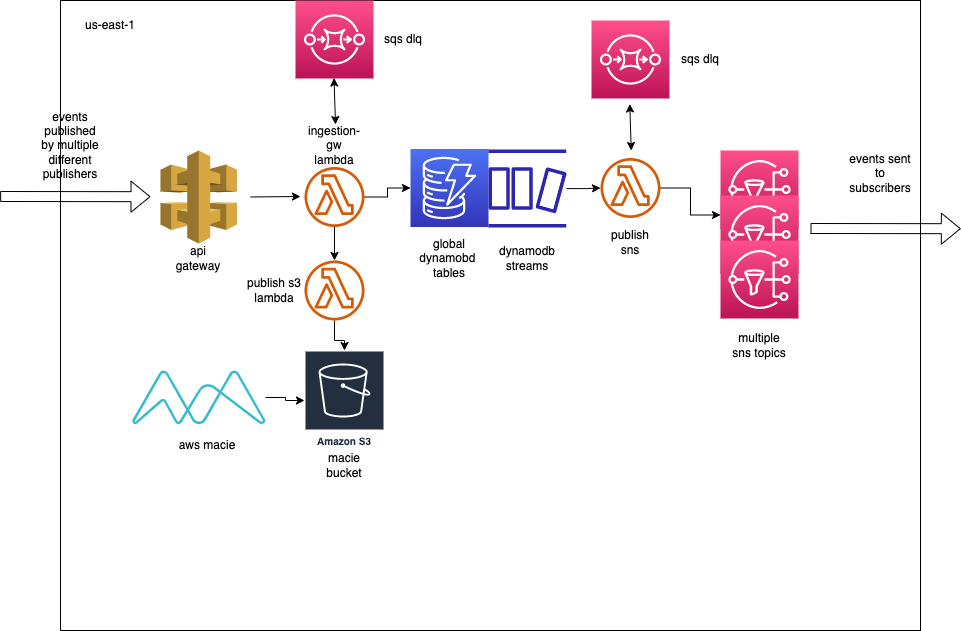 us-east-1
sqs dlq
sqs dlq
events
published
by multiple
different
publishers
ingestion-
gw
lambda
events sent
to
subscribers
api
gateway
global
dynamobd
tables
dynamodb
streams
publish
sns
publish s3
lambda
multiple
sns topics
aws macie
Amazon S3
macie
bucket